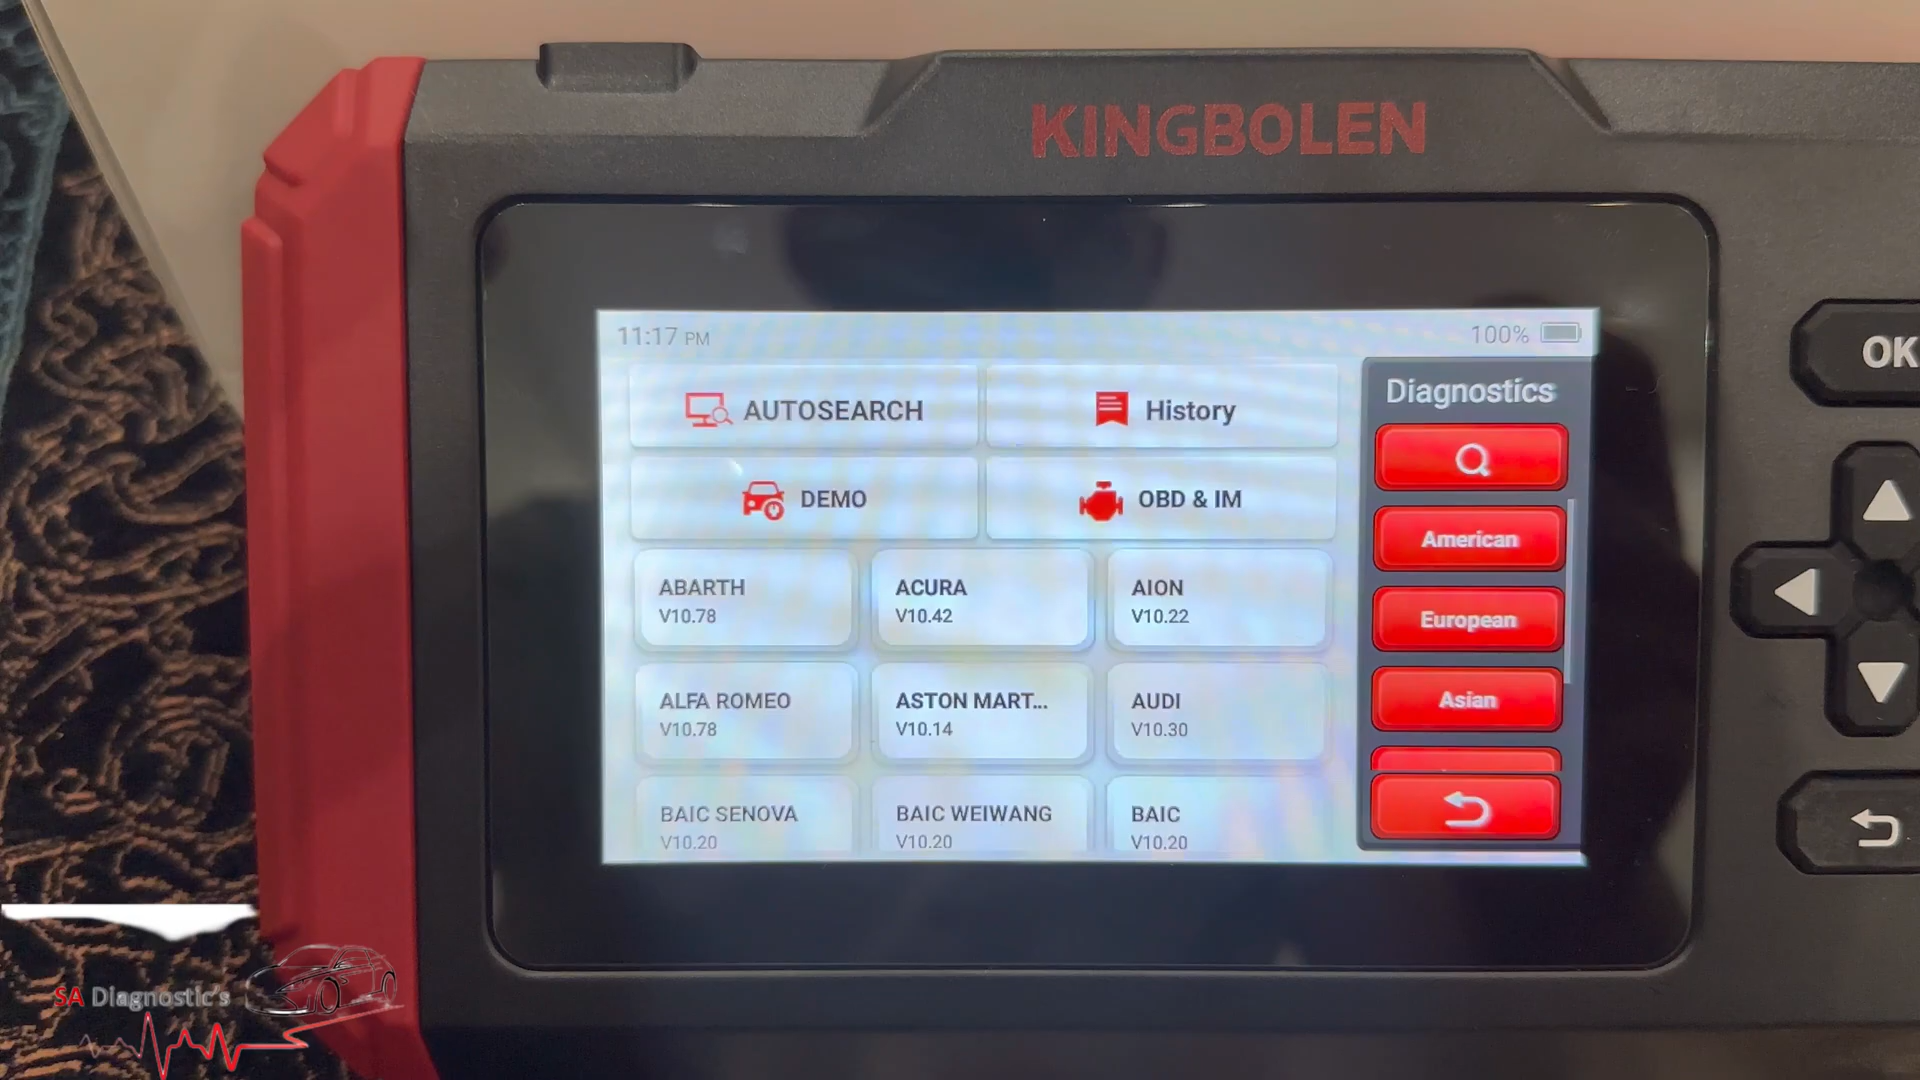 KINGBOLEN
11:17 PM
100%
AUTOSEARCH
History
DEMO
OBD & IM
ABARTH
V10.78
ACURA
V10.42
AION
V10.22
ALFA ROMEO
V10.78
ASTON MART...
V10.14
AUDI
V10.30
BAIC SENOVA
V10.20
BAIC WEIWANG
V10.20
BAIC
V10.20
Diagnostics
American
European
Asian
OK
SA Diagnostic's